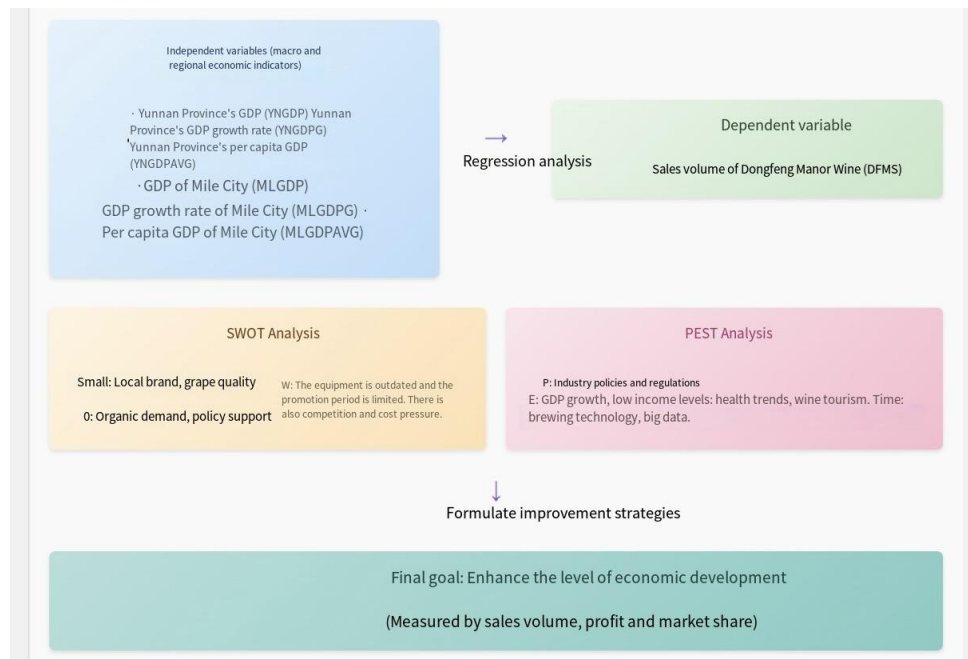 Independent variables (macro and
regional economic indicators)
· Yunnan Province's GDP (YNGDP) Yunnan
Province's GDP growth rate (YNGDPG)
'Yunnan Province's per capita GDP
(YNGDPAVG)
· GDP of Mile City (MLGDP)
GDP growth rate of Mile City (MLGDPG) ·
Per capita GDP of Mile City (MLGDPAVG)
→
Regression analysis
Dependent variable
Sales volume of Dongfeng Manor Wine (DFMS)
SWOT Analysis
Small: Local brand, grape quality
0: Organic demand, policy support
W: The equipment is outdated and the
promotion period is limited. There is
also competition and cost pressure.
PEST Analysis
P: Industry policies and regulations
E: GDP growth, low income levels: health trends, wine tourism. Time:
brewing technology, big data.
↓
Formulate improvement strategies
Final goal: Enhance the level of economic development
(Measured by sales volume, profit and market share)